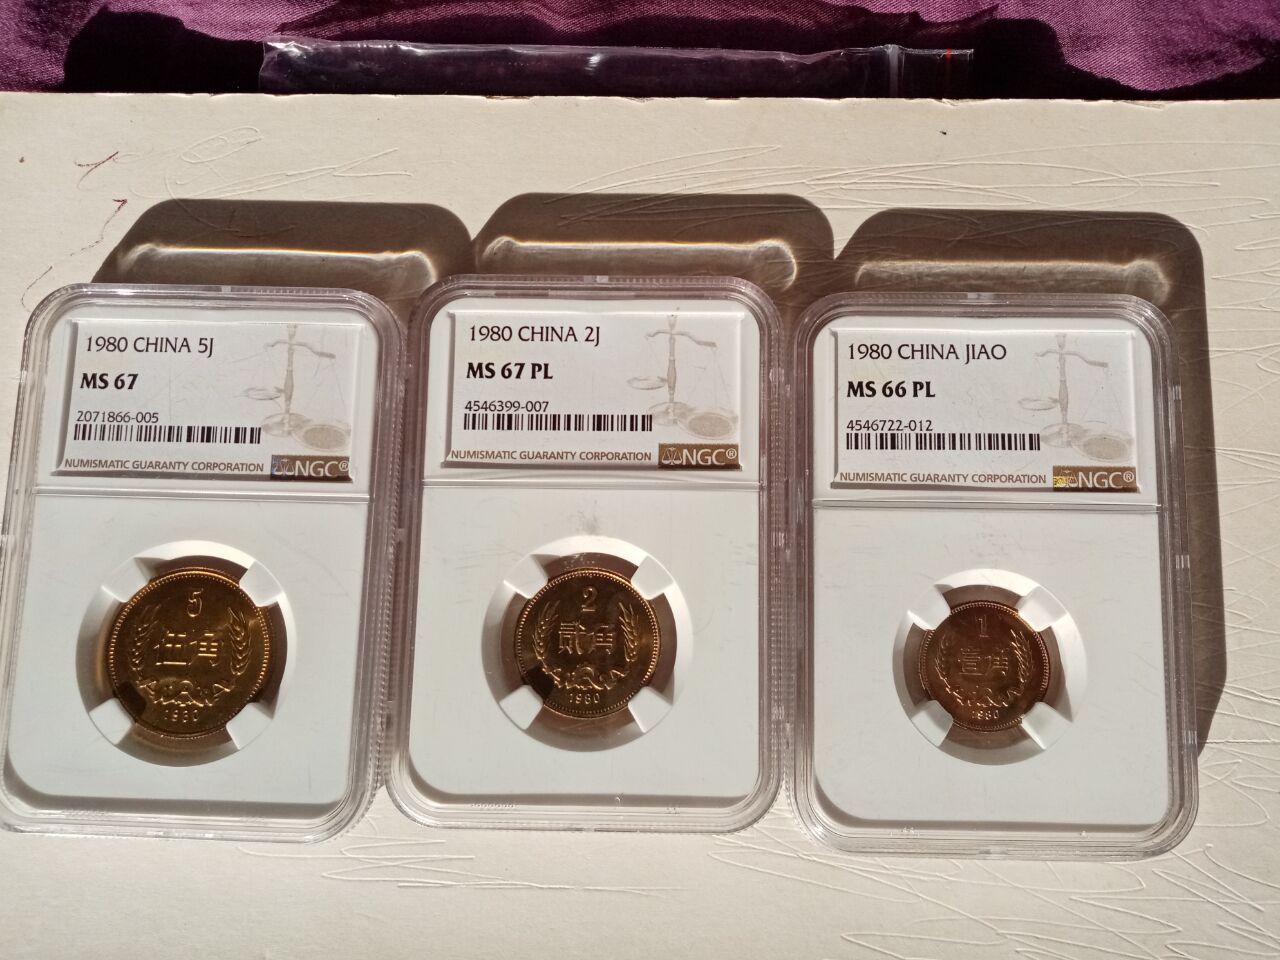 1980 CHINA 5J
MS 67
2071866-005
NUMISMATIC GUARANTY CORPORATION NGC®
5
伍角
1980
1980 CHINA 2J
MS 67 PL
4546399-007
NUMISMATIC GUARANTY CORPORATION NGC®
2
贰角
1980
1980 CHINA JIAO
MS 66 PL
4546722-012
NUMISMATIC GUARANTY CORPORATION NGC®
1
壹角
1980